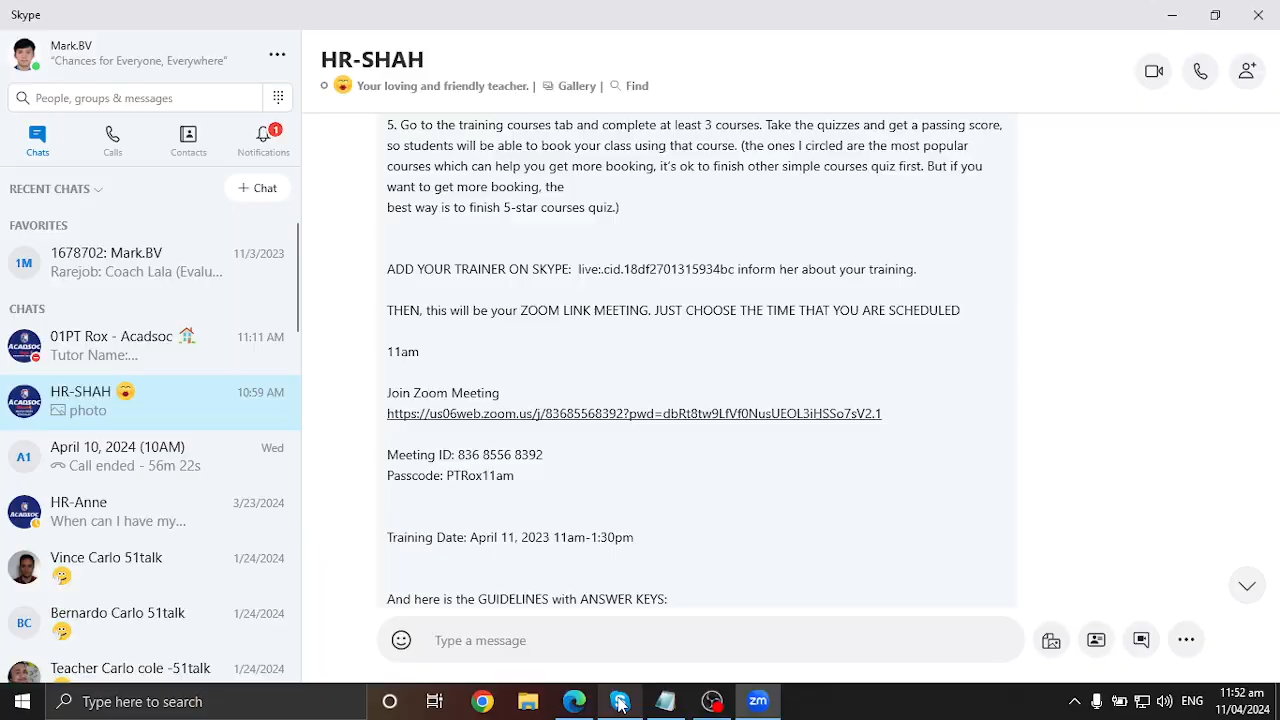 Skype
Mark.BV
"Chances for Everyone, Everywhere"
People, groups & messages
Chats
Calls
Contacts
1
Notifications
RECENT CHATS
+ Chat
FAVORITES
1M
1678702: Mark.BV
11/3/2023
Rarejob: Coach Lala (Evalu...
CHATS
ACADSOC
01PT Rox - Acadsoc
11:11 AM
Tutor Name:...
ACADSOC
HR-SHAH
10:59 AM
photo
A1
April 10, 2024 (10AM)
Wed
Call ended - 56m 22s
ACADSOC
HR-Anne
3/23/2024
When can I have my...
Vince Carlo 51talk
1/24/2024
BC
Bernardo Carlo 51talk
1/24/2024
Teacher Carlo cole -51talk
1/24/2024
HR-SHAH
Your loving and friendly teacher. | Gallery | Find
5. Go to the training courses tab and complete at least 3 courses. Take the quizzes and get a passing score,
so students will be able to book your class using that course. (the ones I circled are the most popular
courses which can help you get more booking, it's ok to finish other simple courses quiz first. But if you
want to get more booking, the
best way is to finish 5-star courses quiz.)
ADD YOUR TRAINER ON SKYPE: live:.cid.18df2701315934bc inform her about your training.
THEN, this will be your ZOOM LINK MEETING. JUST CHOOSE THE TIME THAT YOU ARE SCHEDULED
11am
Join Zoom Meeting
https://us06web.zoom.us/j/83685568392?pwd=dbRt8tw9LfVf0NusUEOL3iHSSo7sV2.1
Meeting ID: 836 8556 8392
Passcode: PTRox11am
Training Date: April 11, 2023 11am-1:30pm
And here is the GUIDELINES with ANSWER KEYS:
Type a message
Type here to search
zm
ENG
11:52 am
11/04/2024